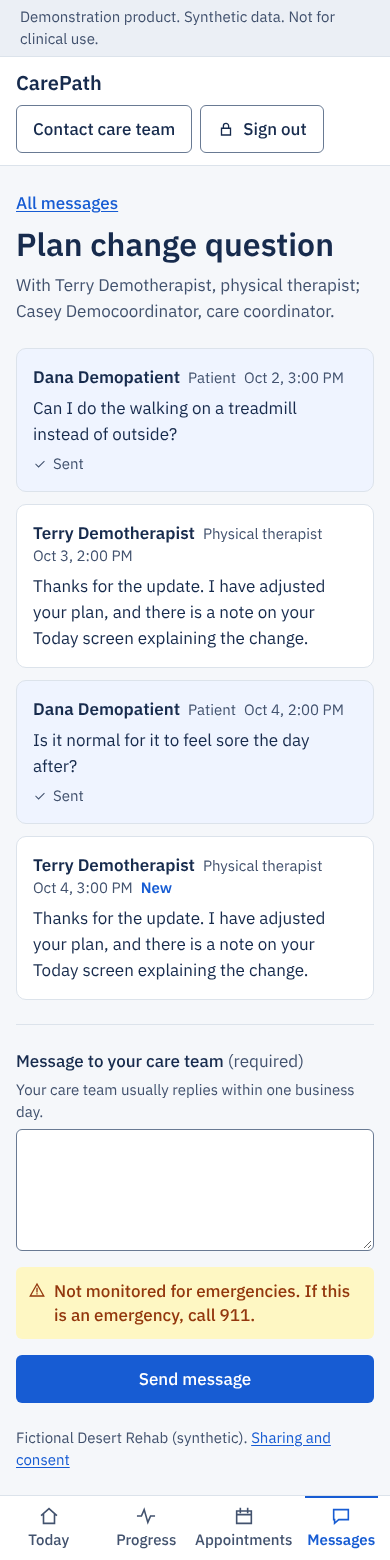 Demonstration product. Synthetic data. Not for
clinical use.
CarePath
Contact care team
Sign out
All messages
Plan change question
With Terry Demotherapist, physical therapist;
Casey Democoordinator, care coordinator.
Dana Demopatient Patient Oct 2, 3:00 PM
Can I do the walking on a treadmill
instead of outside?
Sent
Terry Demotherapist Physical therapist
Oct 3, 2:00 PM
Thanks for the update. I have adjusted
your plan, and there is a note on your
Today screen explaining the change.
Dana Demopatient Patient Oct 4, 2:00 PM
Is it normal for it to feel sore the day
after?
Sent
Terry Demotherapist Physical therapist
Oct 4, 3:00 PM New
Thanks for the update. I have adjusted
your plan, and there is a note on your
Today screen explaining the change.
Message to your care team (required)
Your care team usually replies within one business
day.
Not monitored for emergencies. If this
is an emergency, call 911.
Send message
Fictional Desert Rehab (synthetic). Sharing and
consent
Today Progress Appointments Messages